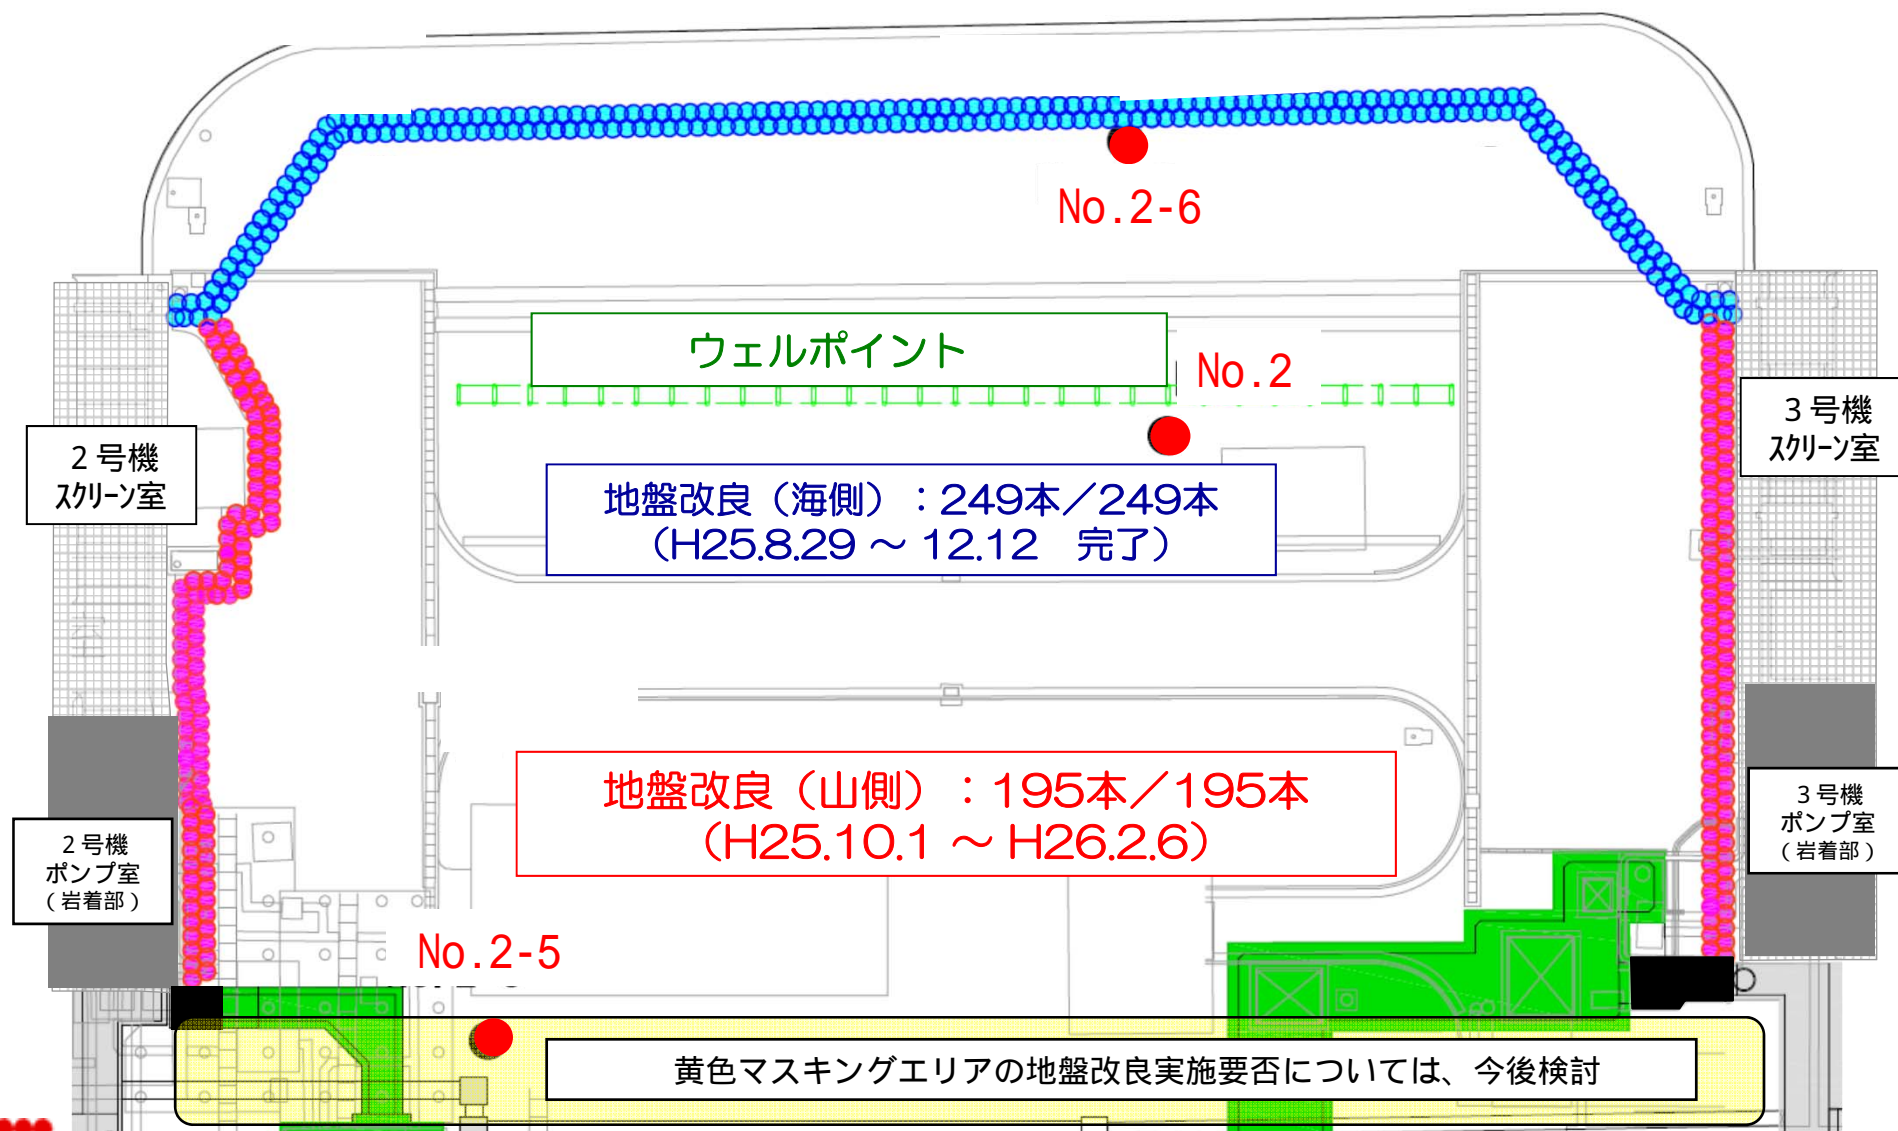 No.2-6
ウェルポイント
No.2
2号機
スクリーン室
3号機
スクリーン室
地盤改良（海側）：249本／249本
（H25.8.29 ～ 12.12　完了）
地盤改良（山側）：195本／195本
（H25.10.1 ～ H26.2.6）
2号機
ポンプ室
（岩着部）
3号機
ポンプ室
（岩着部）
No.2-5
黄色マスキングエリアの地盤改良実施要否については、今後検討